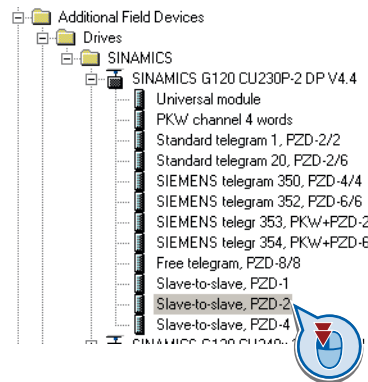 Additional Field Devices
Drives
SINAMICS
SINAMICS G120 CU230P-2 DP V4.4
Universal module
PKW channel 4 words
Standard telegram 1, PZD-2/2
Standard telegram 20, PZD-2/6
SIEMENS telegram 350, PZD-4/4
SIEMENS telegram 352, PZD-6/6
SIEMENS telegr 353, PKW+PZD-2
SIEMENS telegr 354, PKW+PZD-6
Free telegram, PZD-8/8
Slave-to-slave, PZD-1
Slave-to-slave, PZD-2
Slave-to-slave, PZD-4
SINAMICS G120